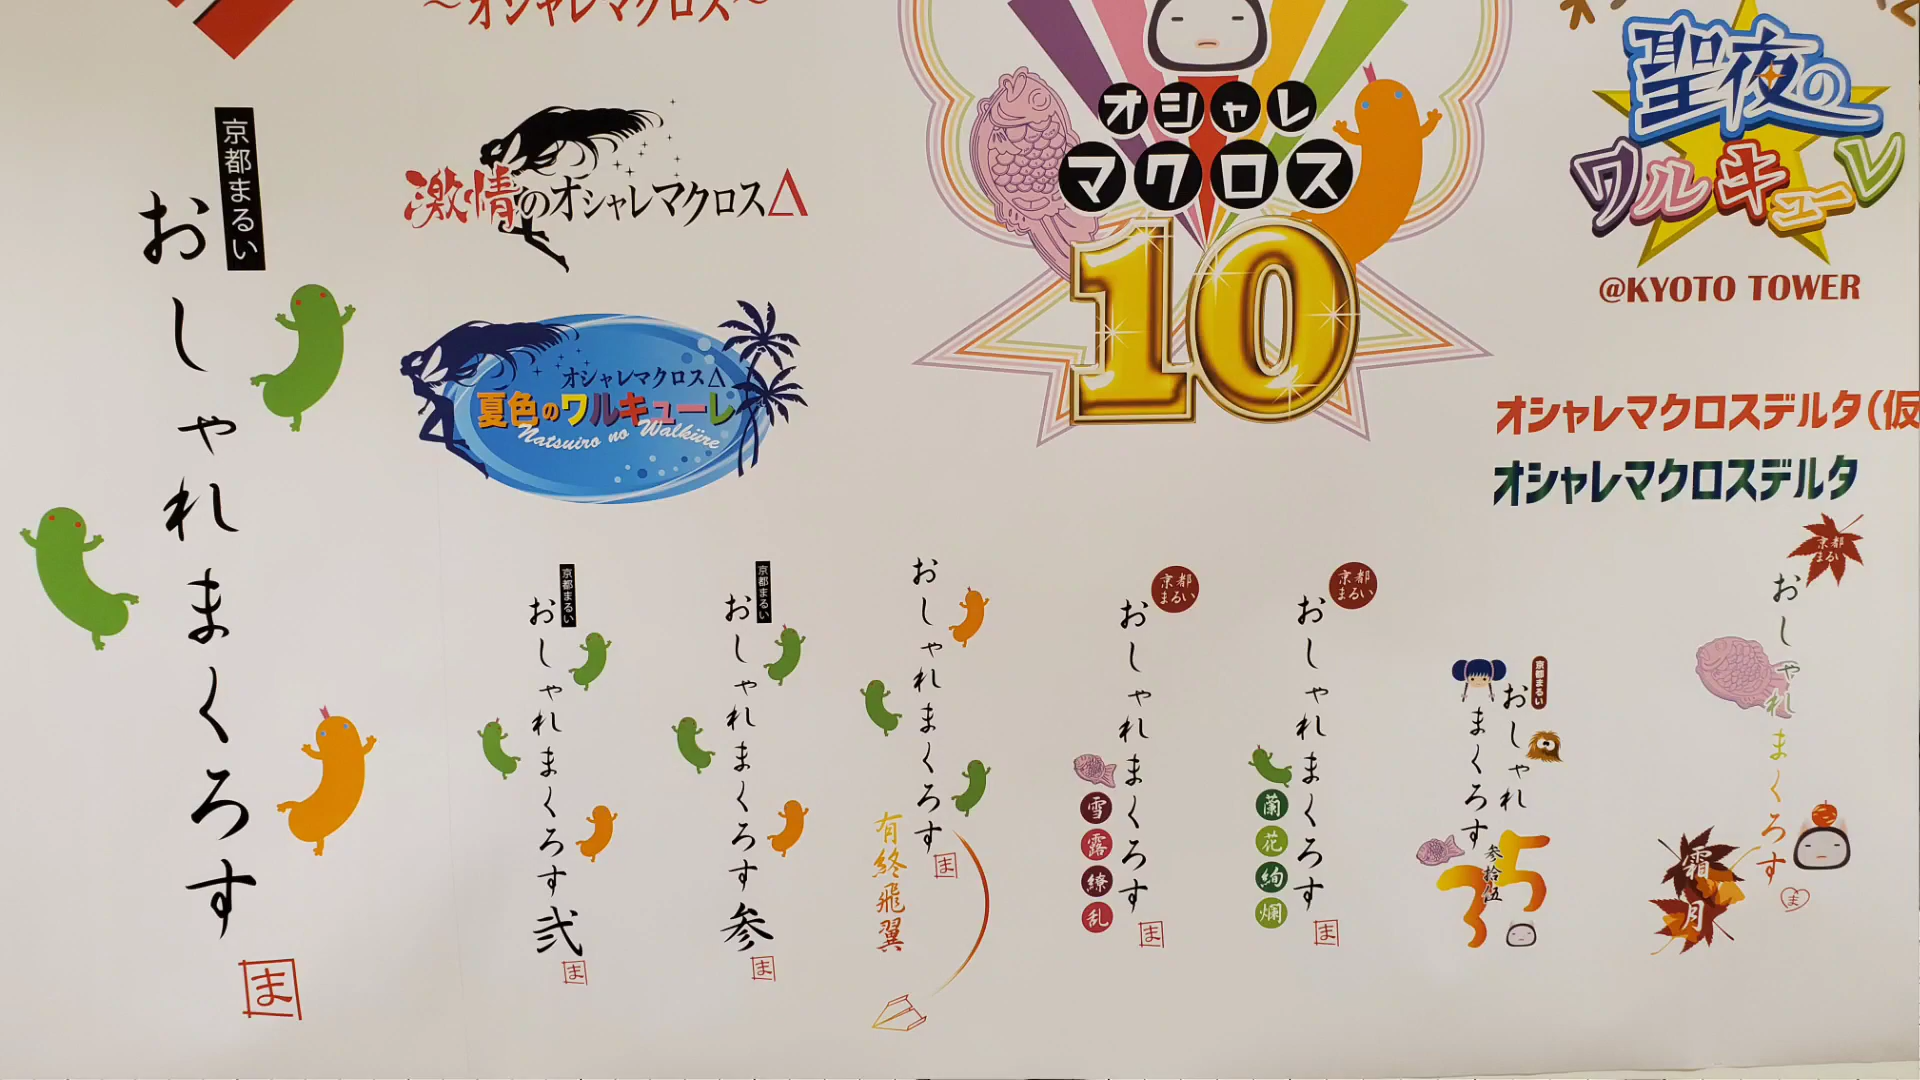 ～オシャレマクロス～
京都まるい
おしゃれまくろす
ま
激情のオシャレマクロスΔ
オシャレマクロスΔ
夏色のワルキューレ
Natsuiro no Walküre
オシャレ
マクロス
10
聖夜の
ワルキューレ
@KYOTO TOWER
オシャレマクロスデルタ(仮
オシャレマクロスデルタ
京都まるい
おしゃれまくろす弐
ま
京都まるい
おしゃれまくろす参
ま
おしゃれまくろす
ま
有終飛翼
京都
まるい
おしゃれまくろす
雪露繚乱
ま
京都
まるい
おしゃれまくろす
蘭花絢爛
ま
京都まるい
おしゃれ
まくろす
参拾伍
35
京都
まるい
おしゃれまくろす
ま
霜月